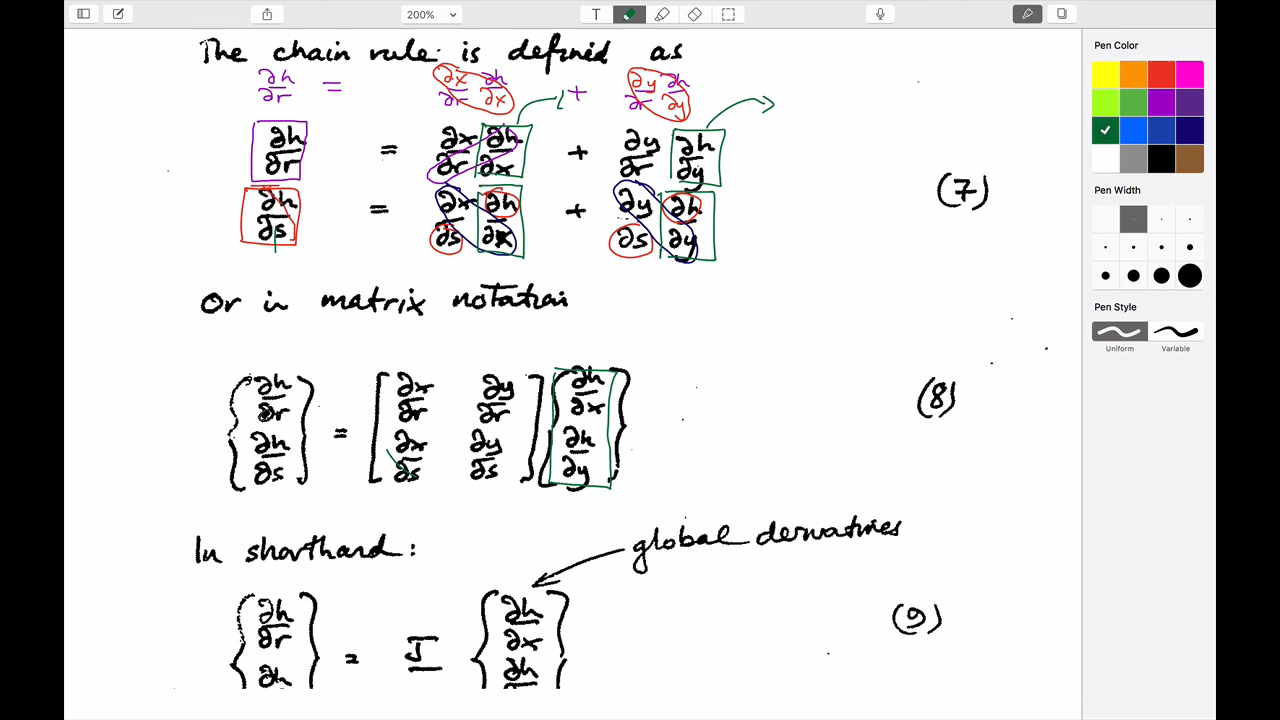 200%
T
The chain rule is defined as
∂h/∂r = ∂x/∂r ∂h/∂x + ∂y/∂r ∂h/∂y
∂h/∂r = ∂x/∂r ∂h/∂x + ∂y/∂r ∂h/∂y
∂h/∂s = ∂x/∂s ∂h/∂x + ∂y/∂s ∂h/∂y
(7)
Or in matrix notation
{∂h/∂r ∂h/∂s} = [∂x/∂r ∂y/∂r ∂x/∂s ∂y/∂s] {∂h/∂x ∂h/∂y} (8)
In shorthand: global derivatives
{∂h/∂r ∂h} = J {∂h/∂x ∂h} (9)
Pen Color
Pen Width
Pen Style
Uniform Variable